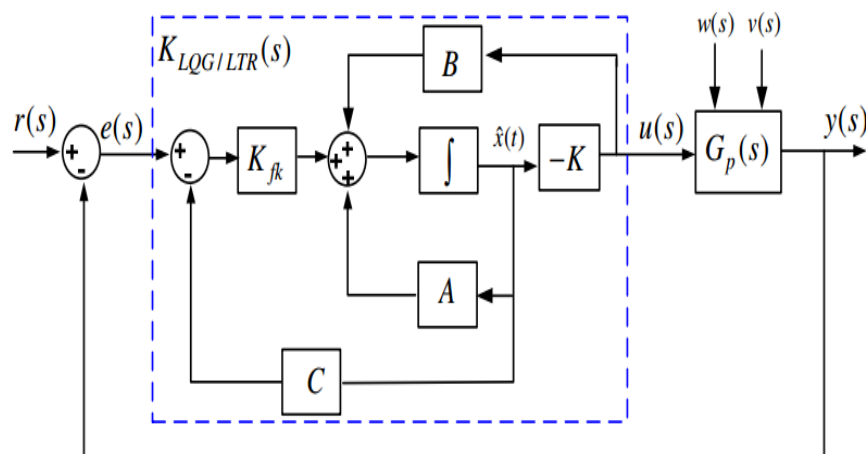 K_{LQG/LTR}(s)
B
w(s) v(s)
r(s) e(s) + - + - K_{fk} + + + ∫ x̂(t) -K u(s) G_p(s) y(s)
A
C